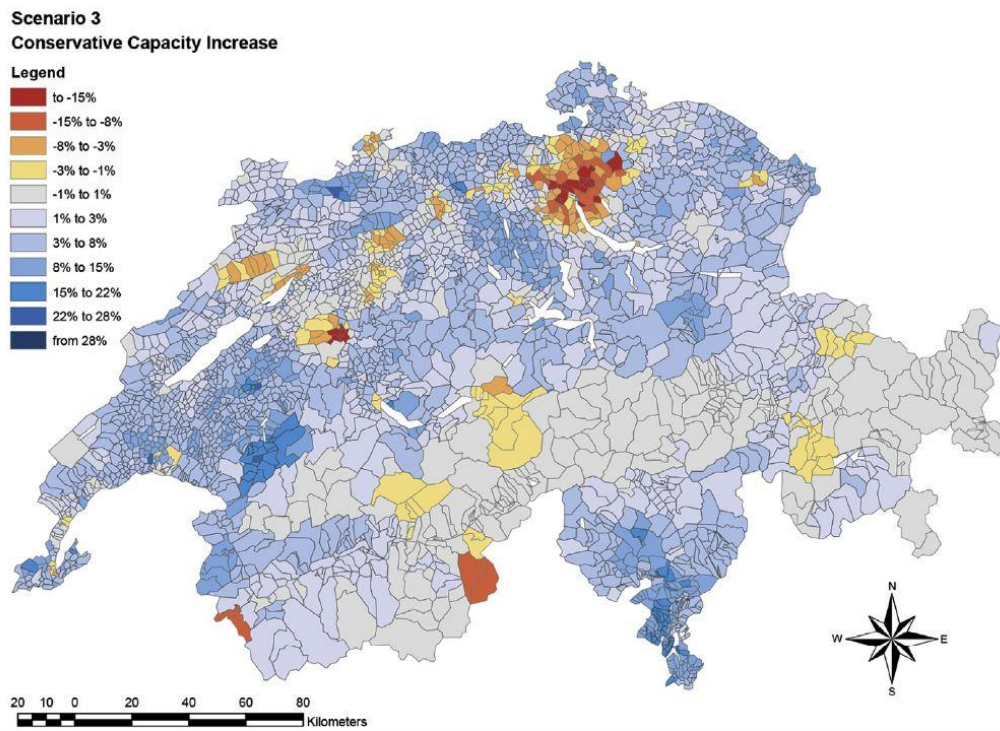 Scenario 3
Conservative Capacity Increase
Legend
to -15%
-15% to -8%
-8% to -3%
-3% to -1%
-1% to 1%
1% to 3%
3% to 8%
8% to 15%
15% to 22%
22% to 28%
from 28%
N
W E
S
20 10 0 20 40 60 80
Kilometers